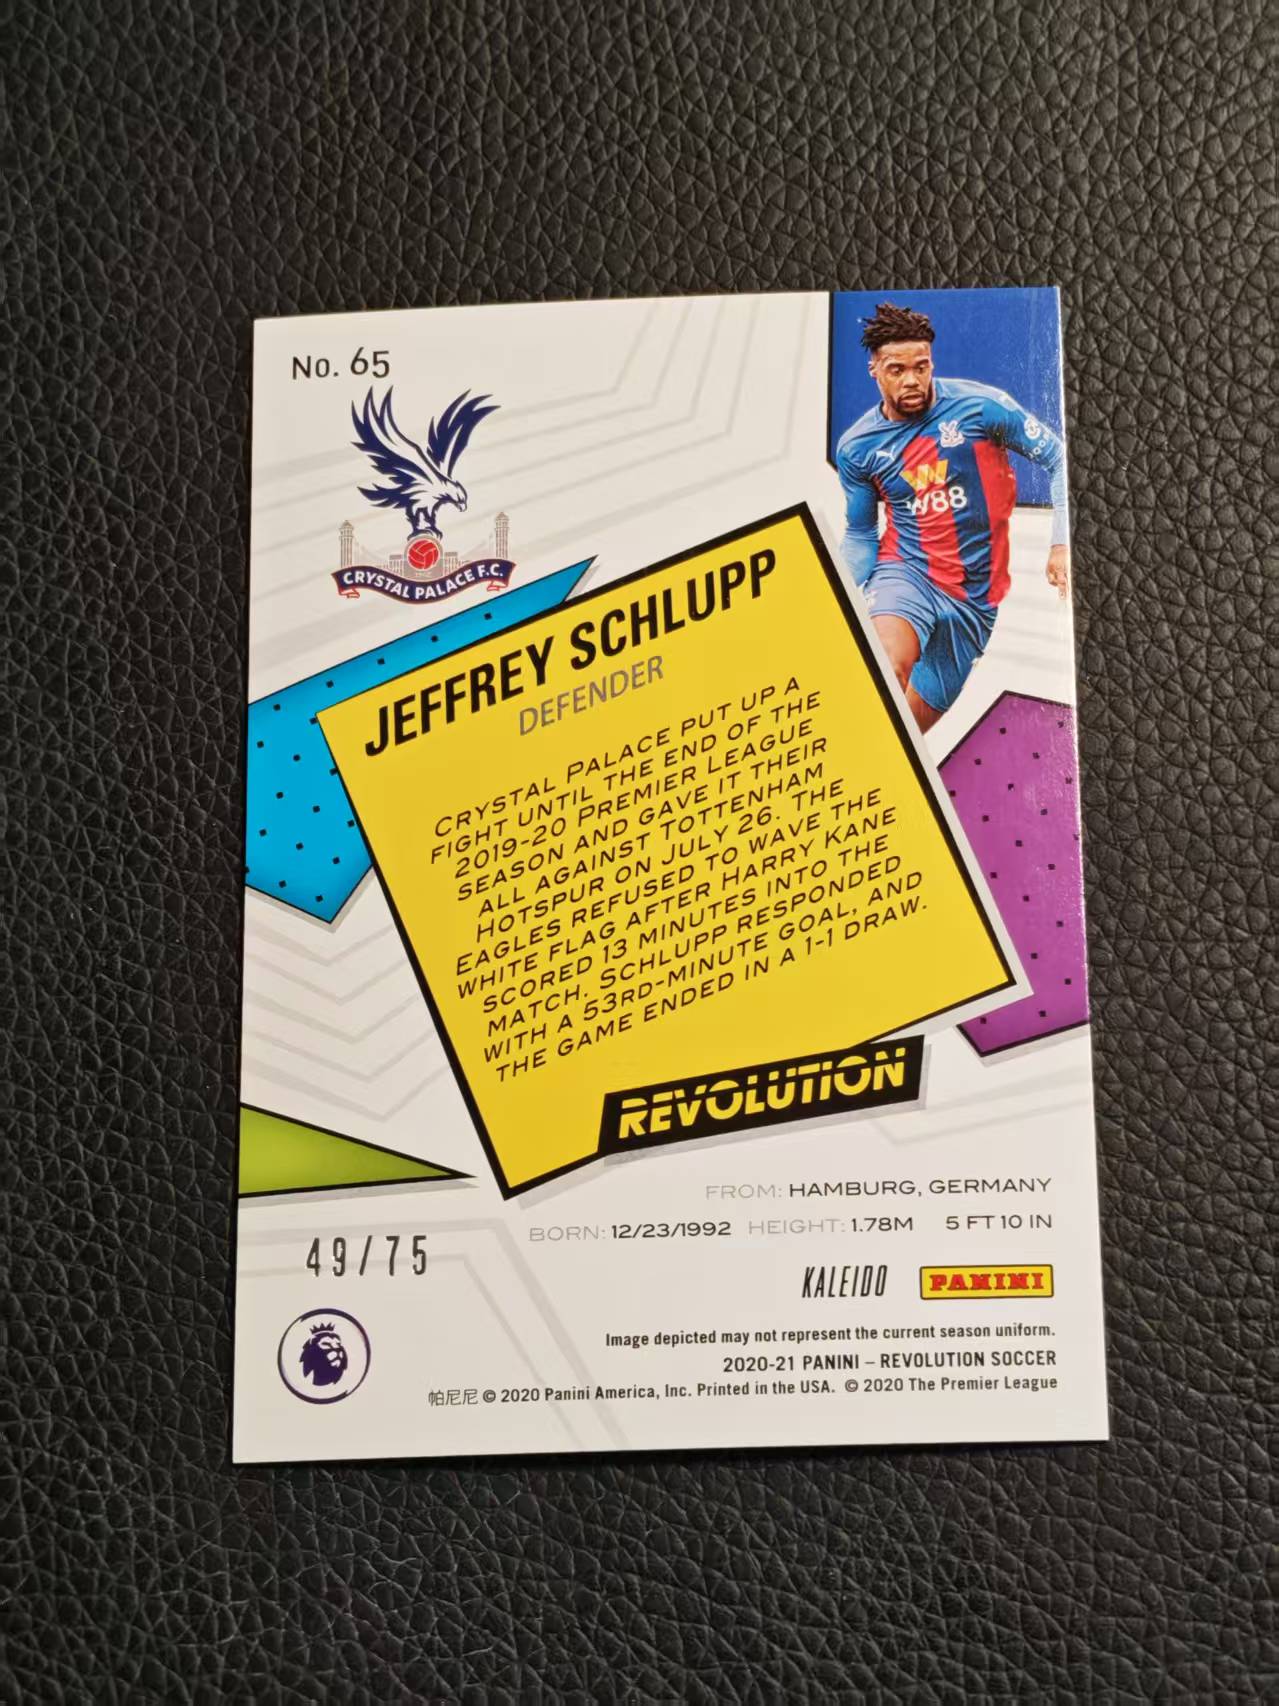 No. 65
CRYSTAL PALACE F.C.
W88
JEFFREY SCHLUPP
DEFENDER
CRYSTAL PALACE PUT UP A
FIGHT UNTIL THE END OF THE
2019-20 PREMIER LEAGUE
SEASON AND GAVE IT THEIR
ALL AGAINST TOTTENHAM
HOTSPUR ON JULY 26. THE
EAGLES REFUSED TO WAVE THE
WHITE FLAG AFTER HARRY KANE
SCORED 13 MINUTES INTO THE
MATCH. SCHLUPP RESPONDED
WITH A 53RD-MINUTE GOAL, AND
THE GAME ENDED IN A 1-1 DRAW.
REVOLUTION
FROM: HAMBURG, GERMANY
BORN: 12/23/1992 HEIGHT: 1.78M 5 FT 10 IN
49/75
KALEIDO PANINI
Image depicted may not represent the current season uniform.
2020-21 PANINI – REVOLUTION SOCCER
帕尼尼 © 2020 Panini America, Inc. Printed in the USA. © 2020 The Premier League